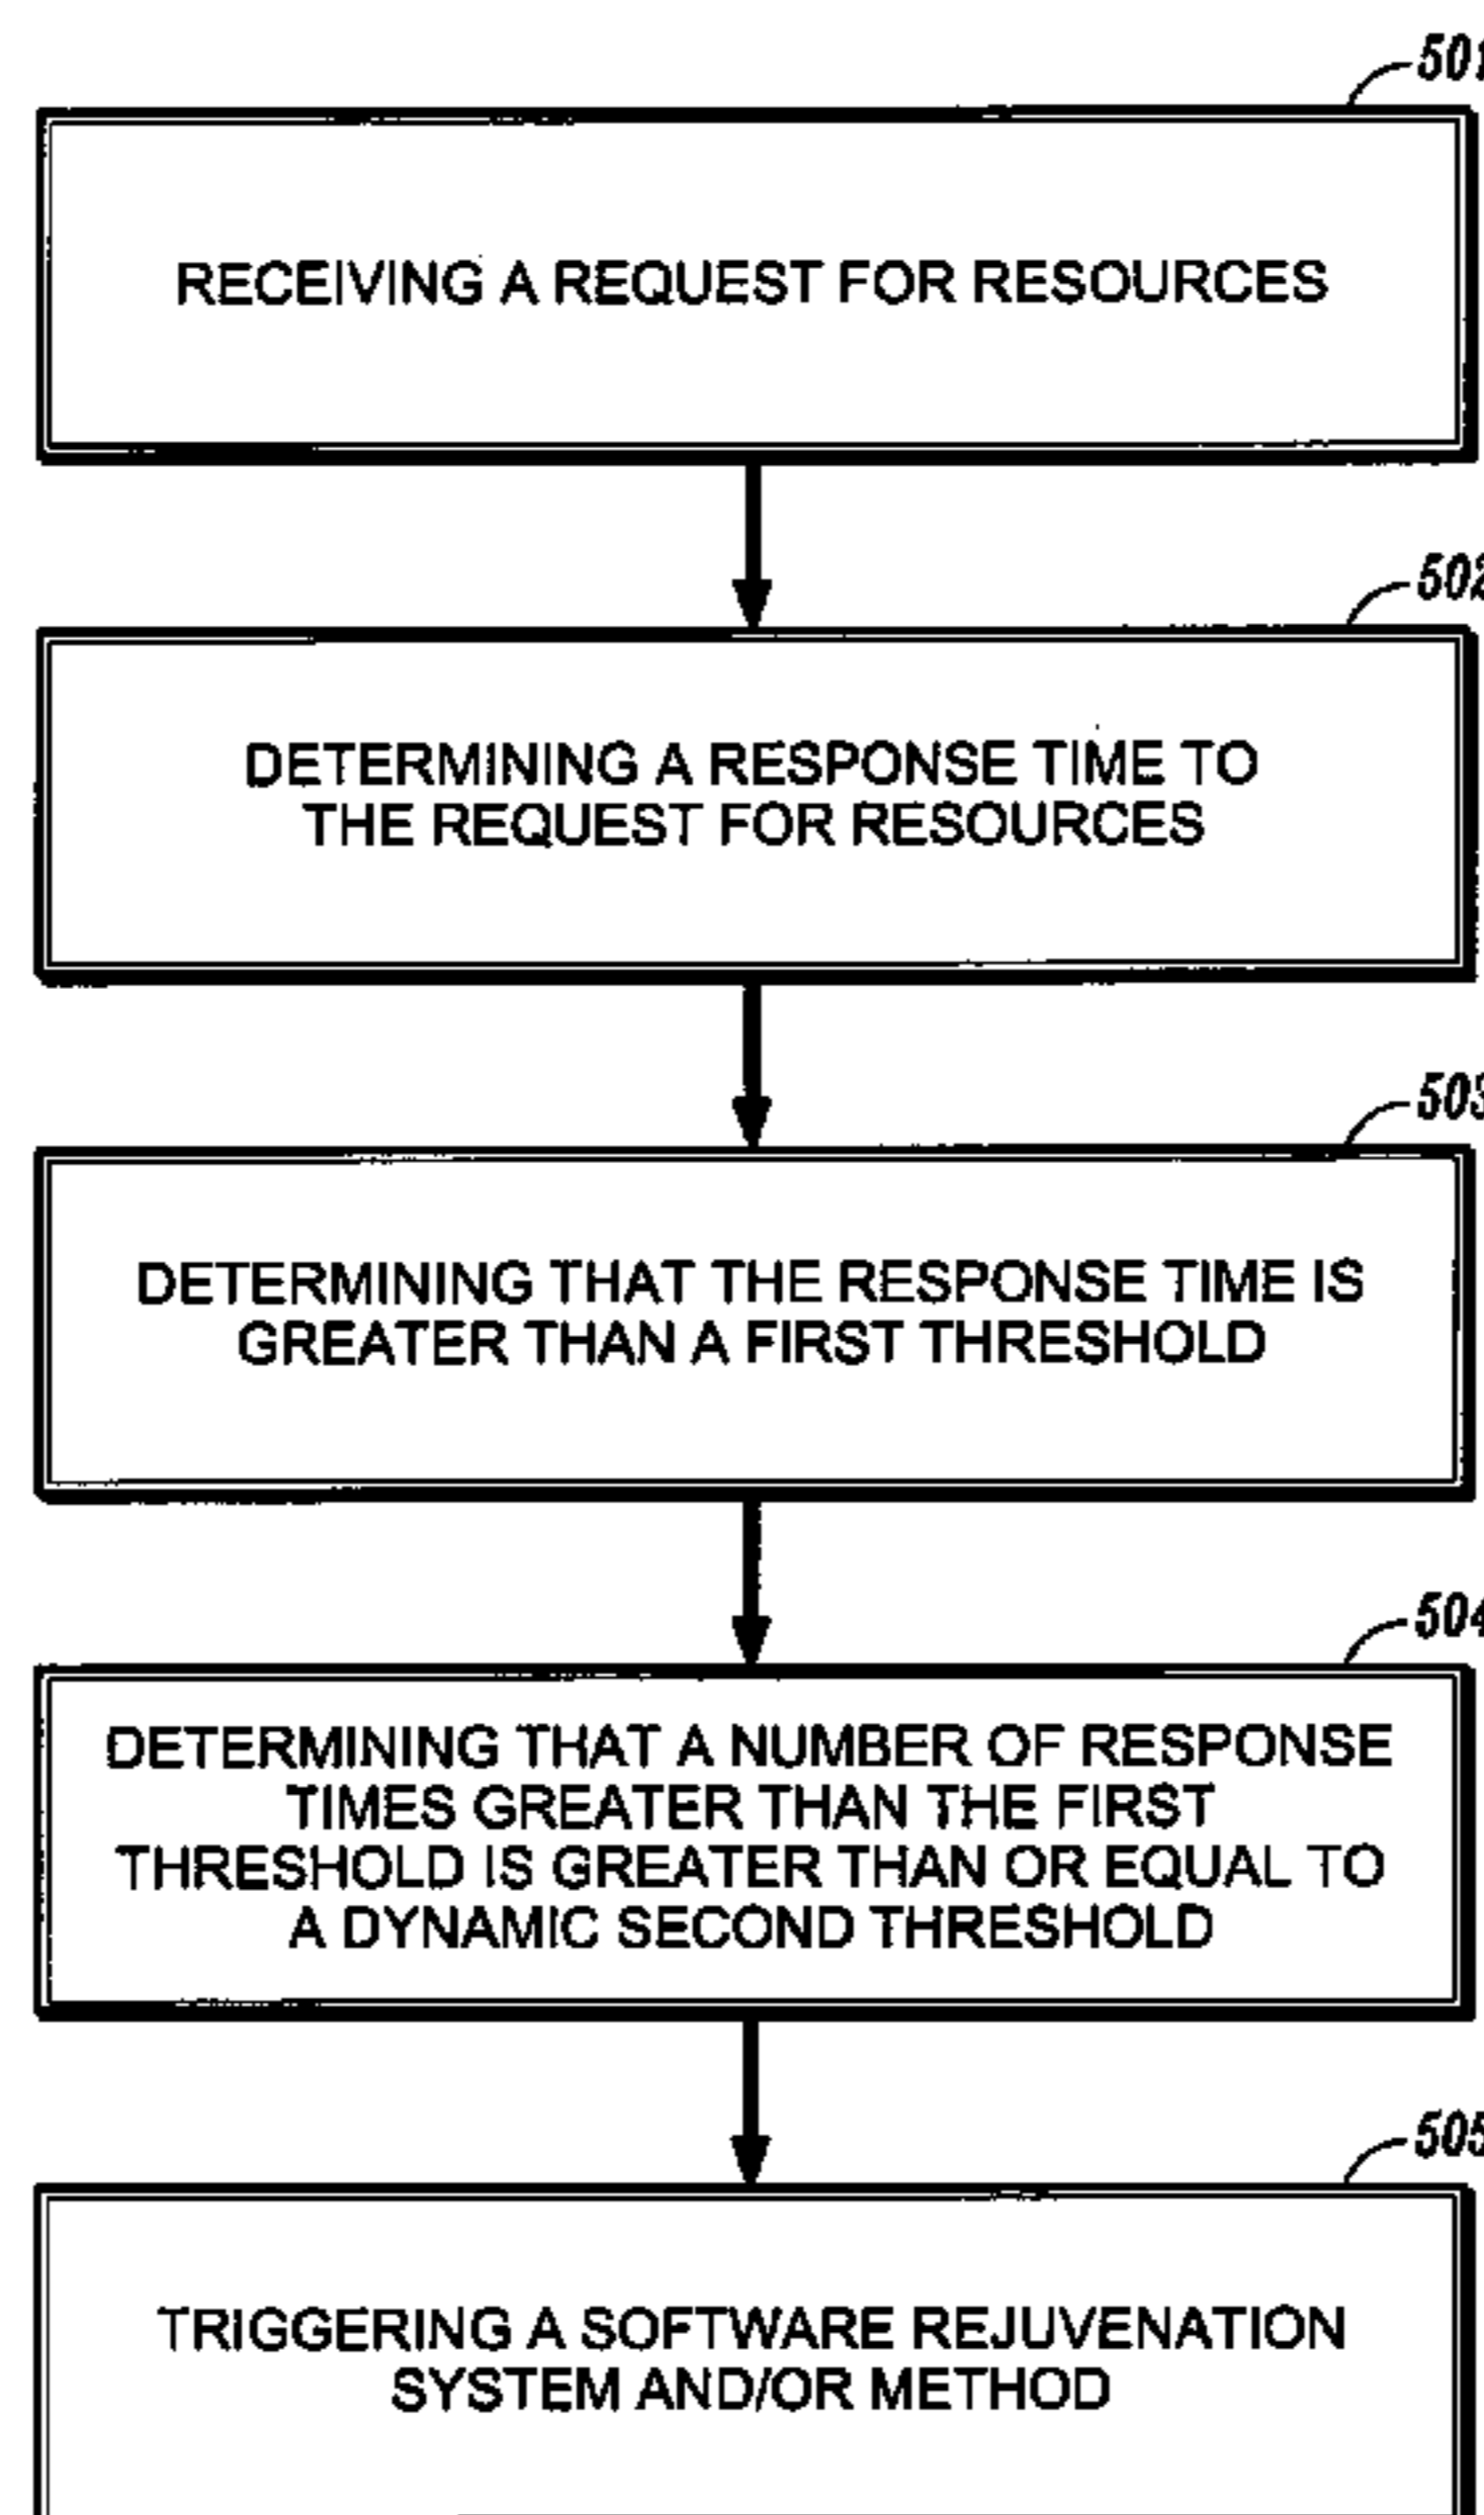 501
RECEIVING A REQUEST FOR RESOURCES
502
DETERMINING A RESPONSE TIME TO
THE REQUEST FOR RESOURCES
503
DETERMINING THAT THE RESPONSE TIME IS
GREATER THAN A FIRST THRESHOLD
504
DETERMINING THAT A NUMBER OF RESPONSE
TIMES GREATER THAN THE FIRST
THRESHOLD IS GREATER THAN OR EQUAL TO
A DYNAMIC SECOND THRESHOLD
505
TRIGGERING A SOFTWARE REJUVENATION
SYSTEM AND/OR METHOD